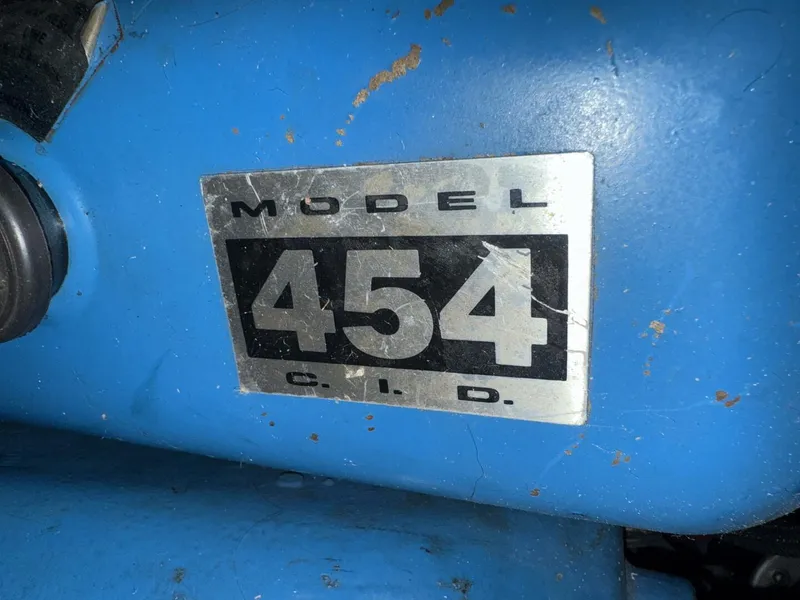 MODEL
454
C. I. D.